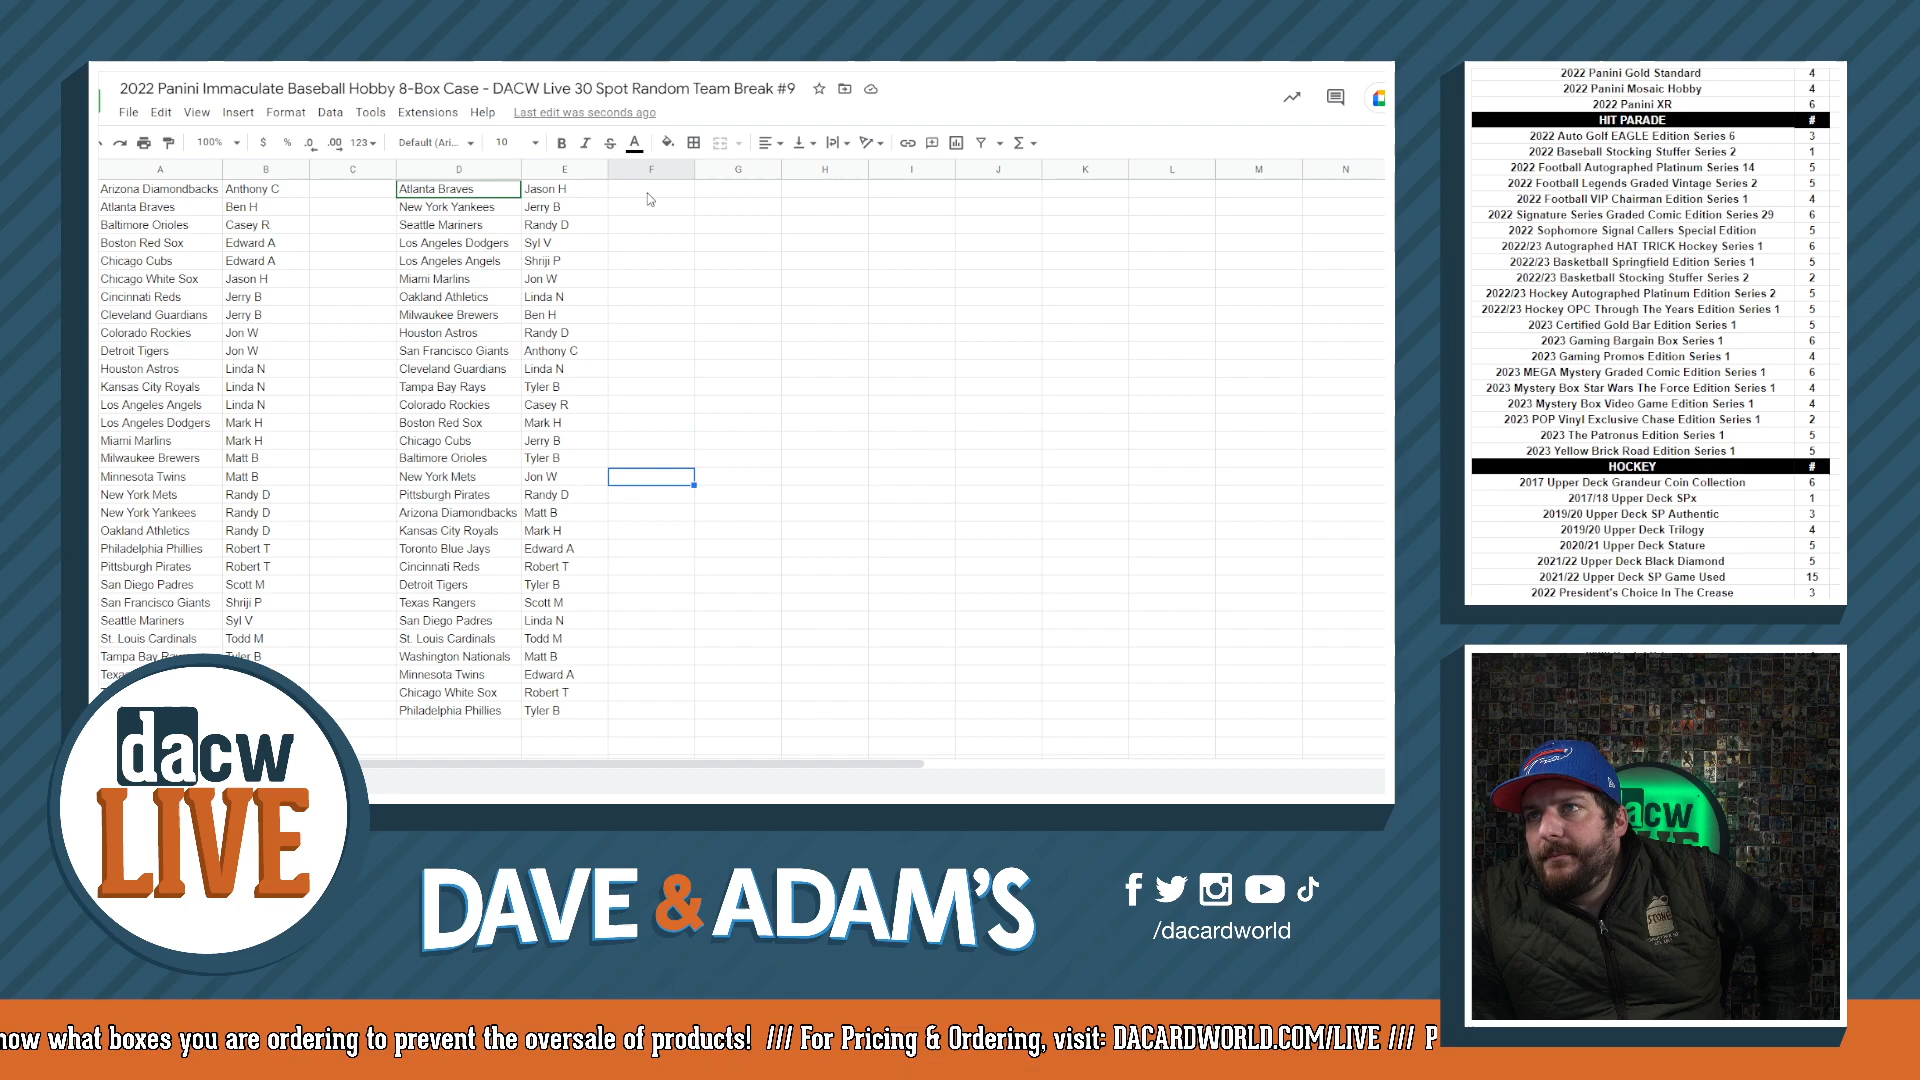 2022 Panini Immaculate Baseball Hobby 8-Box Case - DACW Live 30 Spot Random Team Break #9
File Edit View Insert Format Data Tools Extensions Help Last edit was seconds ago
100% $ % .0 .00 123 Default (Ari... 10 B I S A
A B C D E F G H I J K L M N
Arizona Diamondbacks Anthony C Atlanta Braves Jason H
Atlanta Braves Ben H New York Yankees Jerry B
Baltimore Orioles Casey R Seattle Mariners Randy D
Boston Red Sox Edward A Los Angeles Dodgers Syl V
Chicago Cubs Edward A Los Angeles Angels Shriji P
Chicago White Sox Jason H Miami Marlins Jon W
Cincinnati Reds Jerry B Oakland Athletics Linda N
Cleveland Guardians Jerry B Milwaukee Brewers Ben H
Colorado Rockies Jon W Houston Astros Randy D
Detroit Tigers Jon W San Francisco Giants Anthony C
Houston Astros Linda N Cleveland Guardians Linda N
Kansas City Royals Linda N Tampa Bay Rays Tyler B
Los Angeles Angels Linda N Colorado Rockies Casey R
Los Angeles Dodgers Mark H Boston Red Sox Mark H
Miami Marlins Mark H Chicago Cubs Jerry B
Milwaukee Brewers Matt B Baltimore Orioles Tyler B
Minnesota Twins Matt B New York Mets Jon W
New York Mets Randy D Pittsburgh Pirates Randy D
New York Yankees Randy D Arizona Diamondbacks Matt B
Oakland Athletics Randy D Kansas City Royals Mark H
Philadelphia Phillies Robert T Toronto Blue Jays Edward A
Pittsburgh Pirates Robert T Cincinnati Reds Robert T
San Diego Padres Scott M Detroit Tigers Tyler B
San Francisco Giants Shriji P Texas Rangers Scott M
Seattle Mariners Syl V San Diego Padres Linda N
St. Louis Cardinals Todd M St. Louis Cardinals Todd M
Tampa Bay Tyler B Washington Nationals Matt B
Minnesota Twins Edward A
Chicago White Sox Robert T
Philadelphia Phillies Tyler B
2022 Panini Gold Standard 4
2022 Panini Mosaic Hobby 4
2022 Panini XR 6
HIT PARADE #
2022 Auto Golf EAGLE Edition Series 6 3
2022 Baseball Stocking Stuffer Series 2 1
2022 Football Autographed Platinum Series 14 5
2022 Football Legends Graded Vintage Series 2 5
2022 Football VIP Chairman Edition Series 1 4
2022 Signature Series Graded Comic Edition Series 29 6
2022 Sophomore Signal Callers Special Edition 5
2022/23 Autographed HAT TRICK Hockey Series 1 6
2022/23 Basketball Springfield Edition Series 1 5
2022/23 Basketball Stocking Stuffer Series 2 2
2022/23 Hockey Autographed Platinum Edition Series 2 5
2022/23 Hockey OPC Through The Years Edition Series 1 5
2023 Certified Gold Bar Edition Series 1 5
2023 Gaming Bargain Box Series 1 6
2023 Gaming Promos Edition Series 1 4
2023 MEGA Mystery Graded Comic Edition Series 1 6
2023 Mystery Box Star Wars The Force Edition Series 1 4
2023 Mystery Box Video Game Edition Series 1 4
2023 POP Vinyl Exclusive Chase Edition Series 1 2
2023 The Patronus Edition Series 1 5
2023 Yellow Brick Road Edition Series 1 5
HOCKEY #
2017 Upper Deck Grandeur Coin Collection 6
2017/18 Upper Deck SPx 1
2019/20 Upper Deck SP Authentic 3
2019/20 Upper Deck Trilogy 4
2020/21 Upper Deck Stature 5
2021/22 Upper Deck Black Diamond 5
2021/22 Upper Deck SP Game Used 15
2022 President's Choice In The Crease 3
dacw
LIVE
DAVE & ADAM'S
/dacardworld
acw
STONE
now what boxes you are ordering to prevent the oversale of products! /// For Pricing & Ordering, visit: DACARDWORLD.COM/LIVE /// P